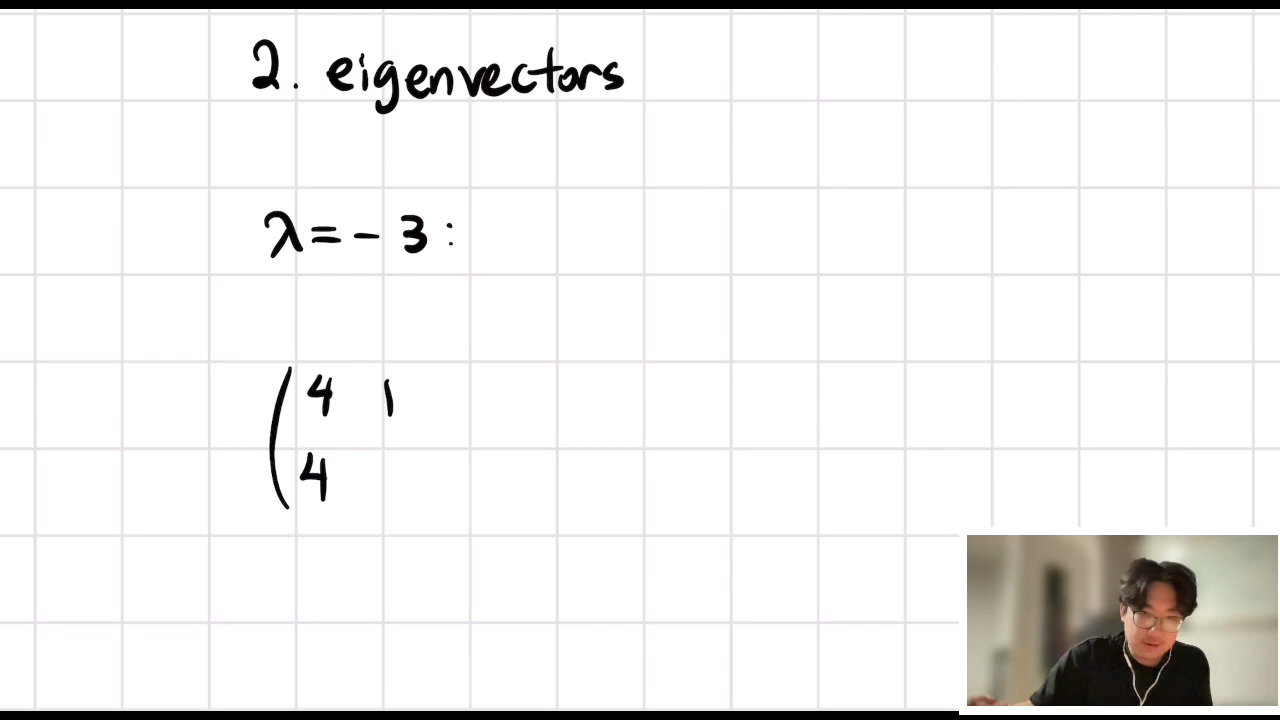 2. eigenvectors
λ = - 3 :
( 4 1
4